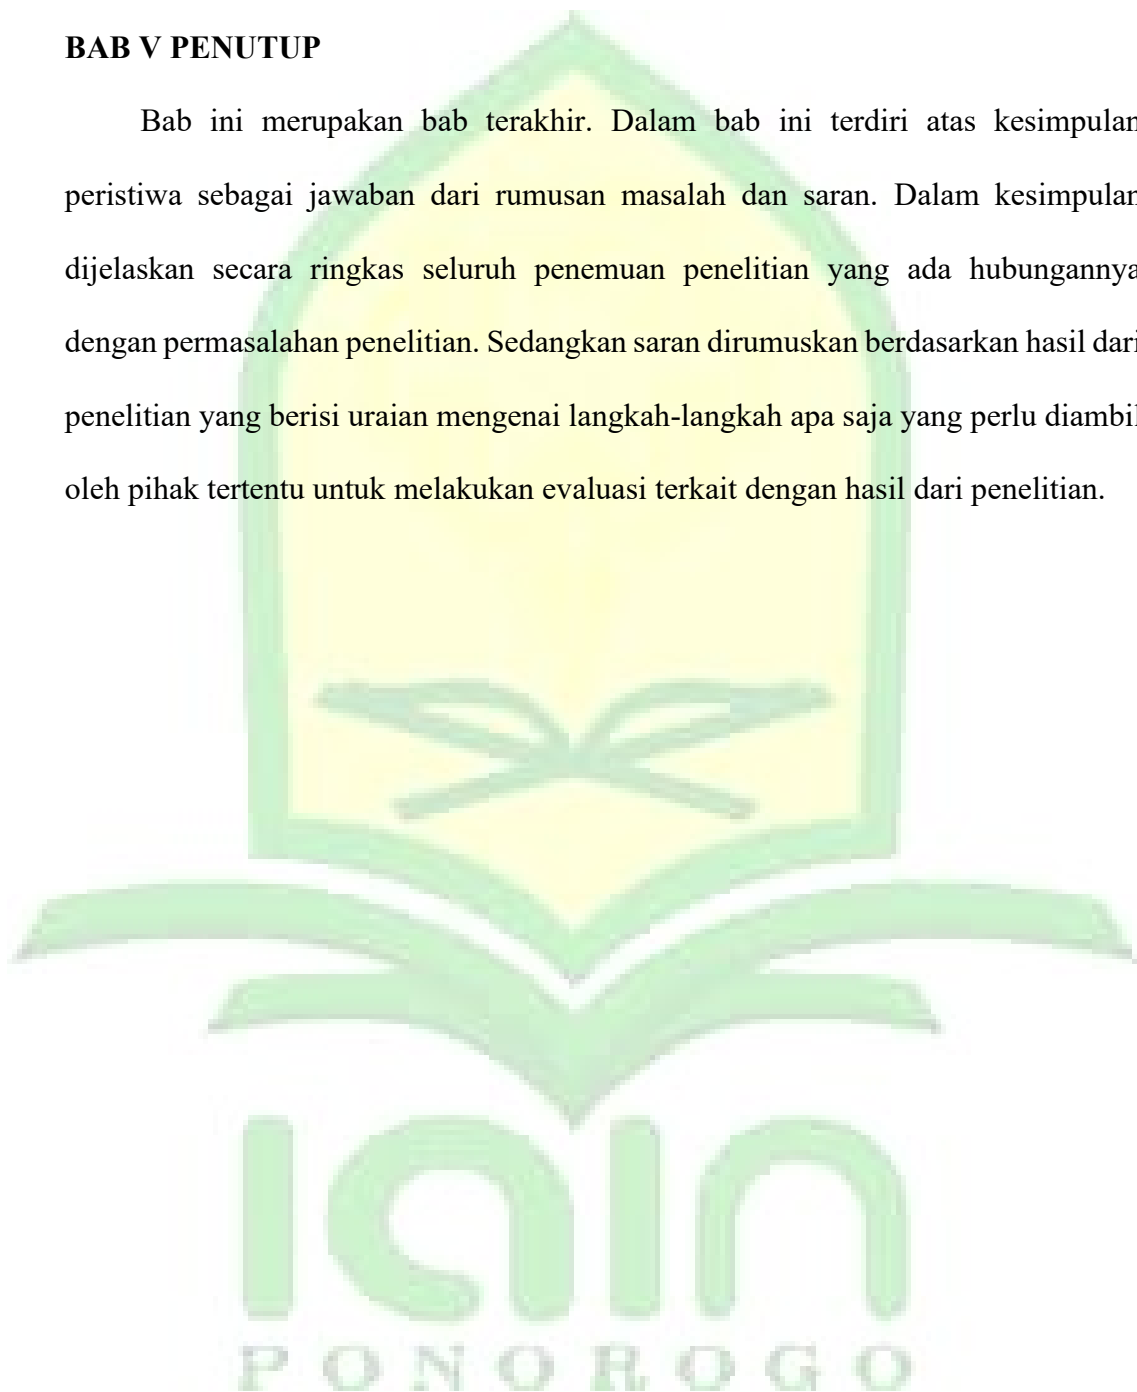 BAB V PENUTUP
Bab ini merupakan bab terakhir. Dalam bab ini terdiri atas kesimpulan
peristiwa sebagai jawaban dari rumusan masalah dan saran. Dalam kesimpulan
dijelaskan secara ringkas seluruh penemuan penelitian yang ada hubungannya
dengan permasalahan penelitian. Sedangkan saran dirumuskan berdasarkan hasil dari
penelitian yang berisi uraian mengenai langkah-langkah apa saja yang perlu diambil
oleh pihak tertentu untuk melakukan evaluasi terkait dengan hasil dari penelitian.
iain
PONOROGO